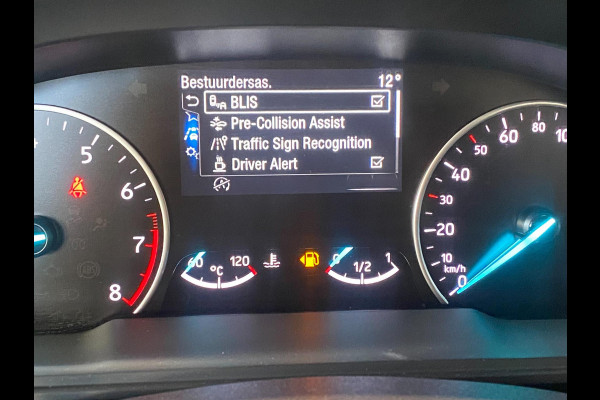 Bestuurdersas. 12°
BLIS
Pre-Collision Assist
Traffic Sign Recognition
Driver Alert
5
6
7
8
60 °C 120
0 1/2 1
0
10
20
30
40
50
60
80
100
km/h